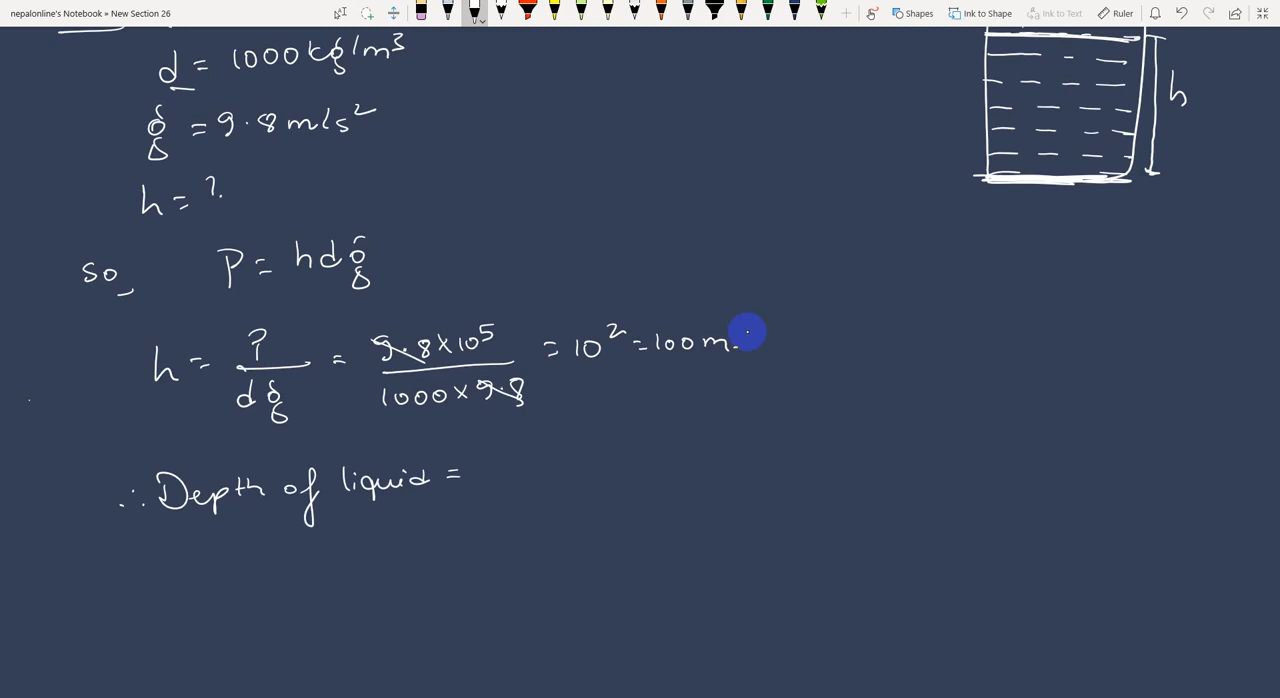 nepalonline's Notebook » New Section 26
Shapes
Ink to Shape
Ink to Text
Ruler
d = 1000 kg/m³
g = 9.8 m/s²
h = ?
h
So, P = hdg
h = P/dg = 9.8×10⁵/1000×9.8 = 10² = 100 m.
∴ Depth of liquid =